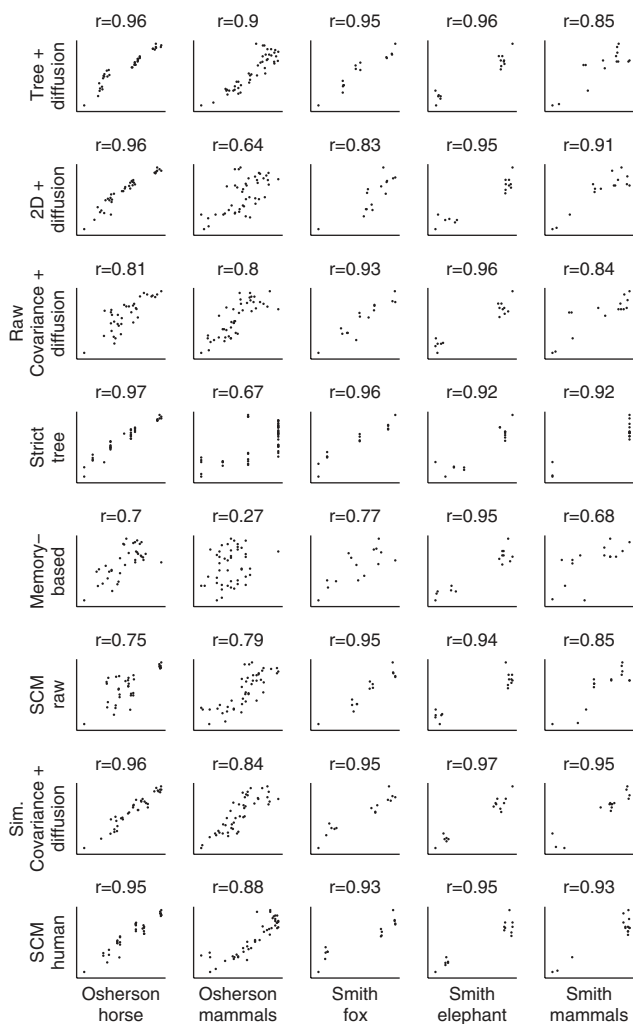 r=0.96 r=0.9 r=0.95 r=0.96 r=0.85
Tree +
diffusion
r=0.96 r=0.64 r=0.83 r=0.95 r=0.91
2D +
diffusion
r=0.81 r=0.8 r=0.93 r=0.96 r=0.84
Raw
Covariance +
diffusion
r=0.97 r=0.67 r=0.96 r=0.92 r=0.92
Strict
tree
r=0.7 r=0.27 r=0.77 r=0.95 r=0.68
Memory–
based
r=0.75 r=0.79 r=0.95 r=0.94 r=0.85
SCM
raw
r=0.96 r=0.84 r=0.95 r=0.97 r=0.95
Sim.
Covariance +
diffusion
r=0.95 r=0.88 r=0.93 r=0.95 r=0.93
SCM
human
Osherson Osherson Smith Smith Smith
horse mammals fox elephant mammals